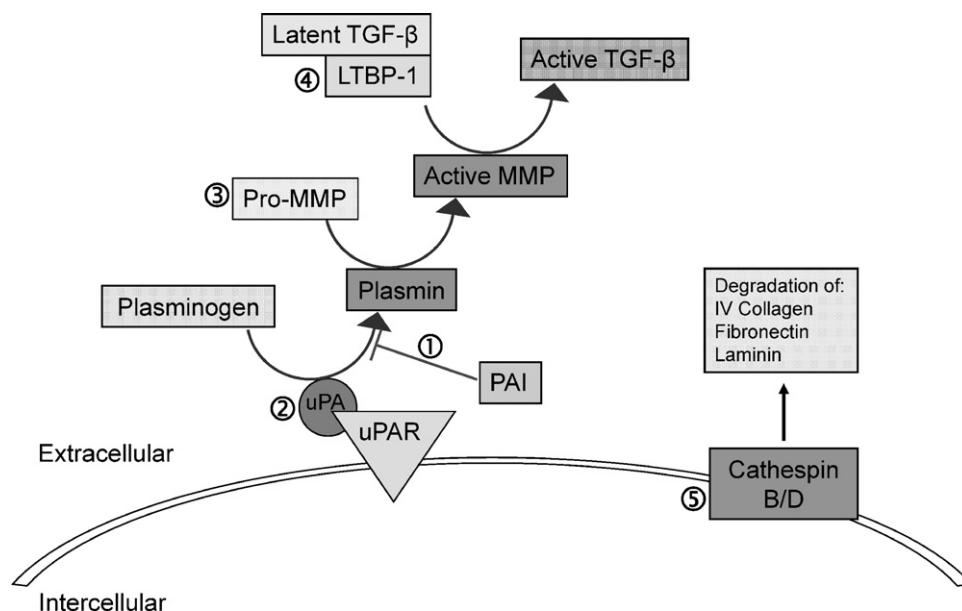 Latent TGF-β
④
LTBP-1
Active TGF-β
③
Pro-MMP
Active MMP
Plasminogen
Plasmin
①
PAI
②
uPA
uPAR
Degradation of:
IV Collagen
Fibronectin
Laminin
Extracellular
⑤
Cathespin
B/D
Intercellular